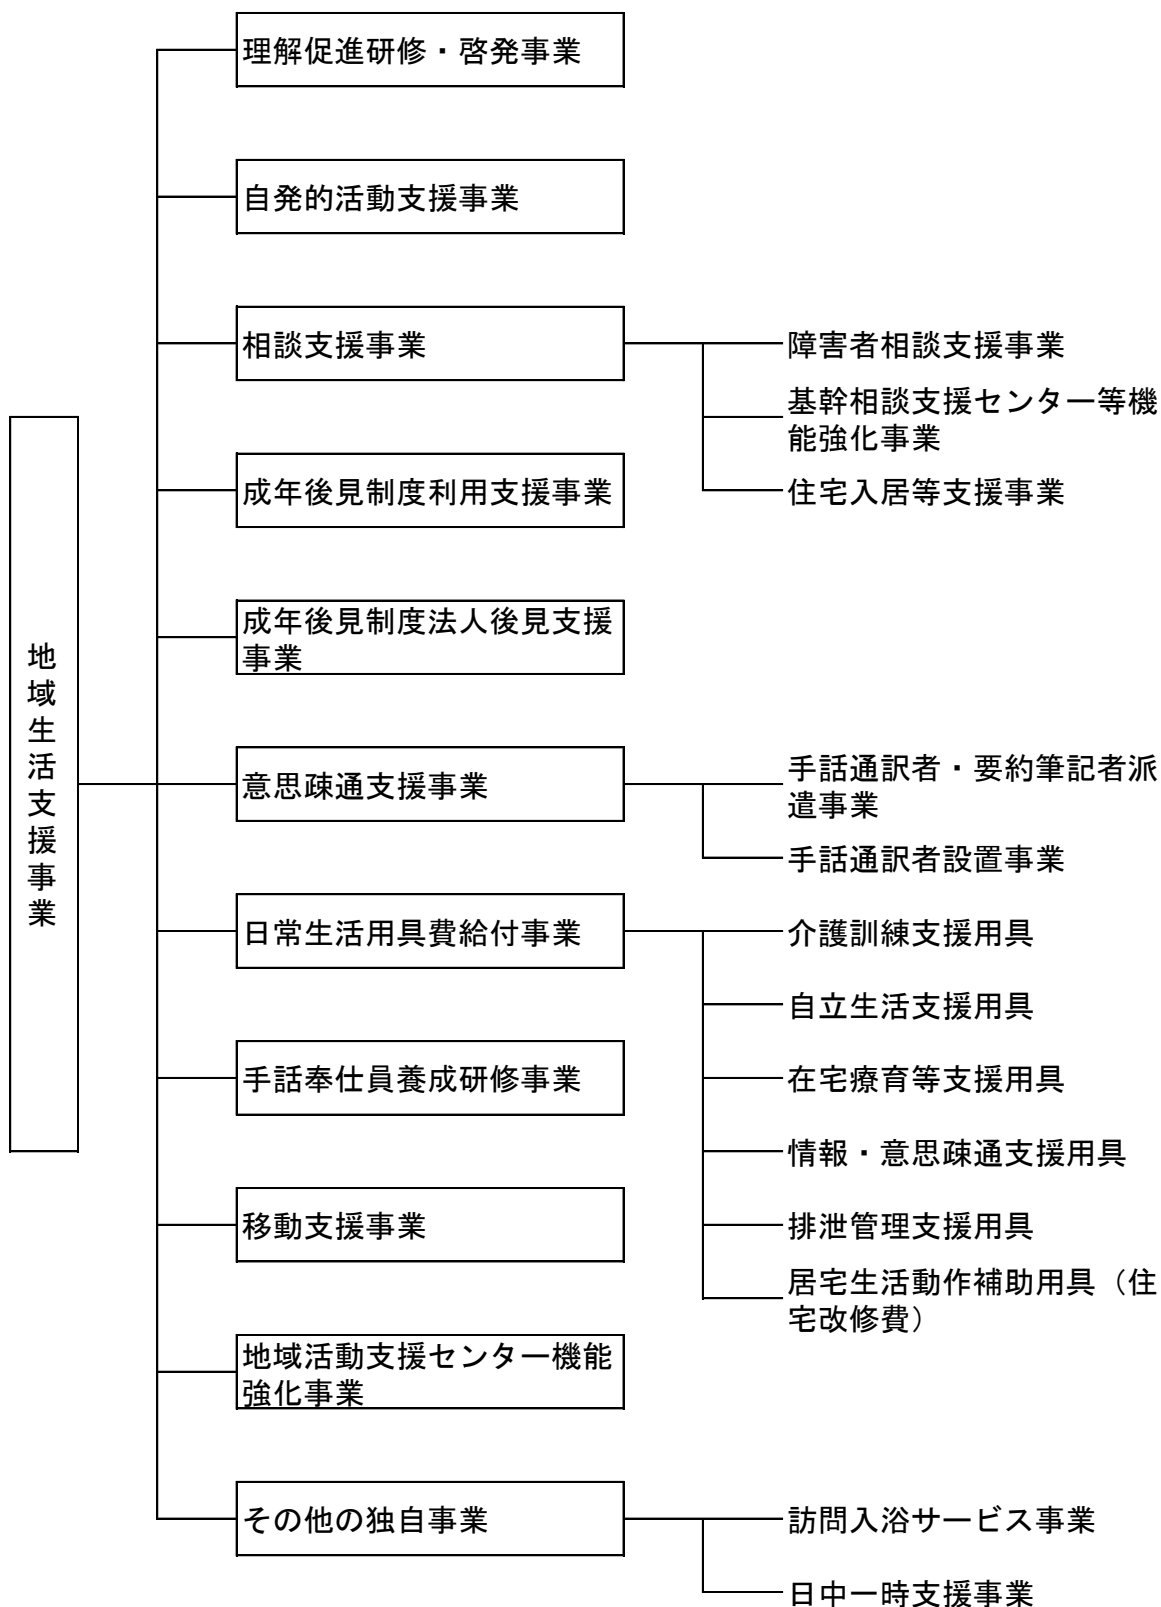 地域生活支援事業
理解促進研修・啓発事業
自発的活動支援事業
相談支援事業
障害者相談支援事業
基幹相談支援センター等機
能強化事業
住宅入居等支援事業
成年後見制度利用支援事業
成年後見制度法人後見支援
事業
意思疎通支援事業
手話通訳者・要約筆記者派
遣事業
手話通訳者設置事業
日常生活用具費給付事業
介護訓練支援用具
自立生活支援用具
在宅療育等支援用具
情報・意思疎通支援用具
排泄管理支援用具
居宅生活動作補助用具（住
宅改修費）
手話奉仕員養成研修事業
移動支援事業
地域活動支援センター機能
強化事業
その他の独自事業
訪問入浴サービス事業
日中一時支援事業